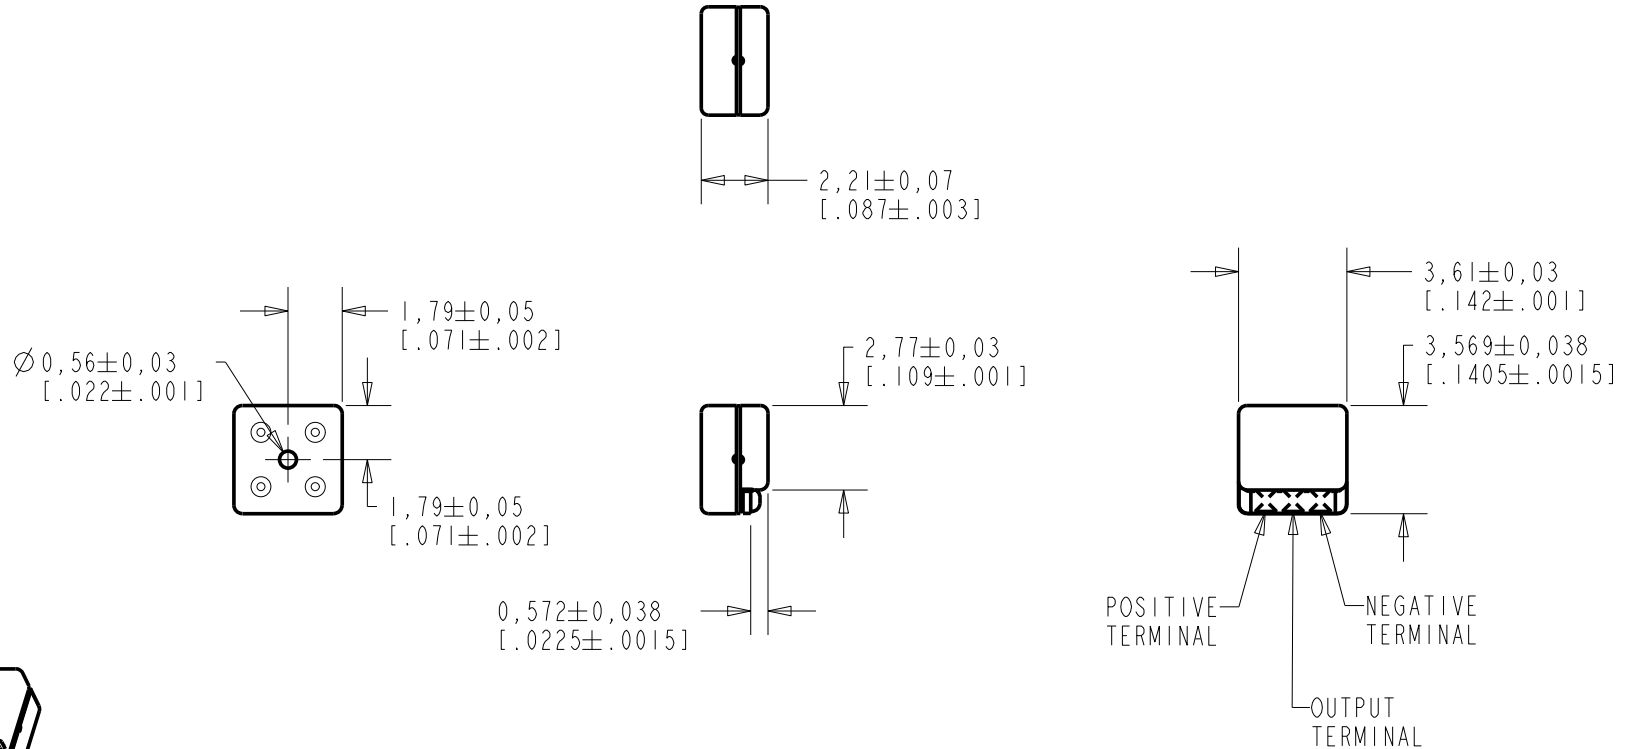 2,21±0,07
[.087±.003]
3,61±0,03
[.142±.001]
1,79±0,05
[.071±.002]
2,77±0,03
[.109±.001]
3,569±0,038
[.1405±.0015]
Ø0,56±0,03
[.022±.001]
1,79±0,05
[.071±.002]
0,572±0,038
[.0225±.0015]
POSITIVE
TERMINAL
NEGATIVE
TERMINAL
OUTPUT
TERMINAL